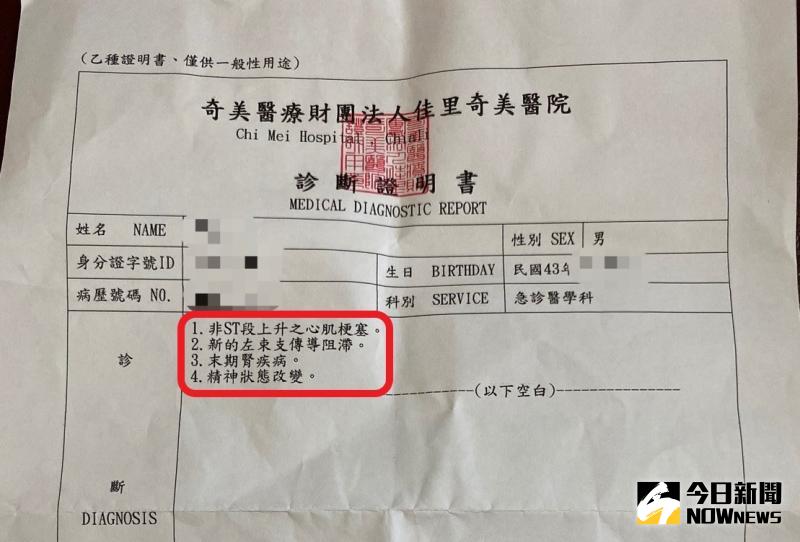 (乙種證明書、僅供一般性用途)
奇美醫療財團法人佳里奇美醫院
Chi Mei Hospital Chiali
診斷證明書
MEDICAL DIAGNOSTIC REPORT
姓名 NAME
性別 SEX 男
身分證字號ID
生日 BIRTHDAY 民國43年
病歷號碼 NO.
科別 SERVICE 急診醫學科
1. 非ST段上升之心肌梗塞。
2. 新的左束支傳導阻滯。
3. 末期腎疾病。
4. 精神狀態改變。
(以下空白)
診
斷
DIAGNOSIS
今日新聞
NOWnews